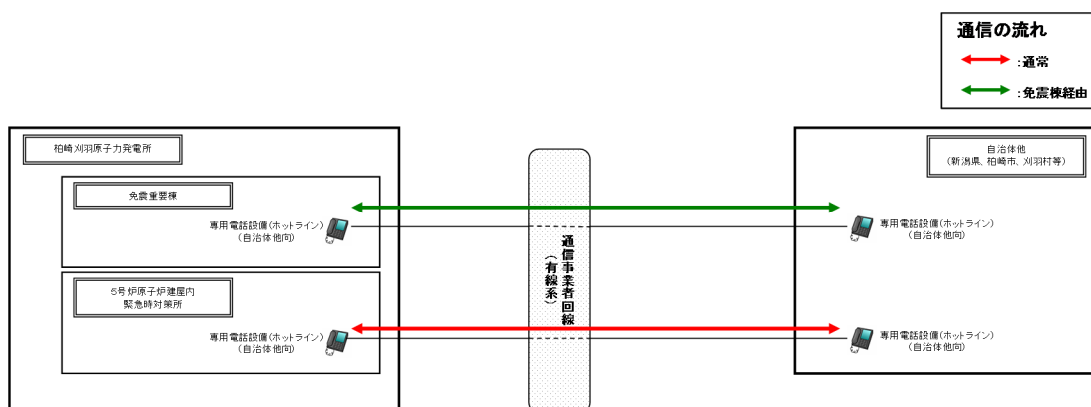 通信の流れ
:通常
:免震棟経由
柏崎刈羽原子力発電所
免震重要棟
専用電話設備(ホットライン)
(自治体他向)
5号炉原子炉建屋内
緊急時対策所
専用電話設備(ホットライン)
(自治体他向)
通信事業者回線
(有線系)
自治体他
(新潟県、柏崎市、刈羽村等)
専用電話設備(ホットライン)
(自治体他向)
専用電話設備(ホットライン)
(自治体他向)